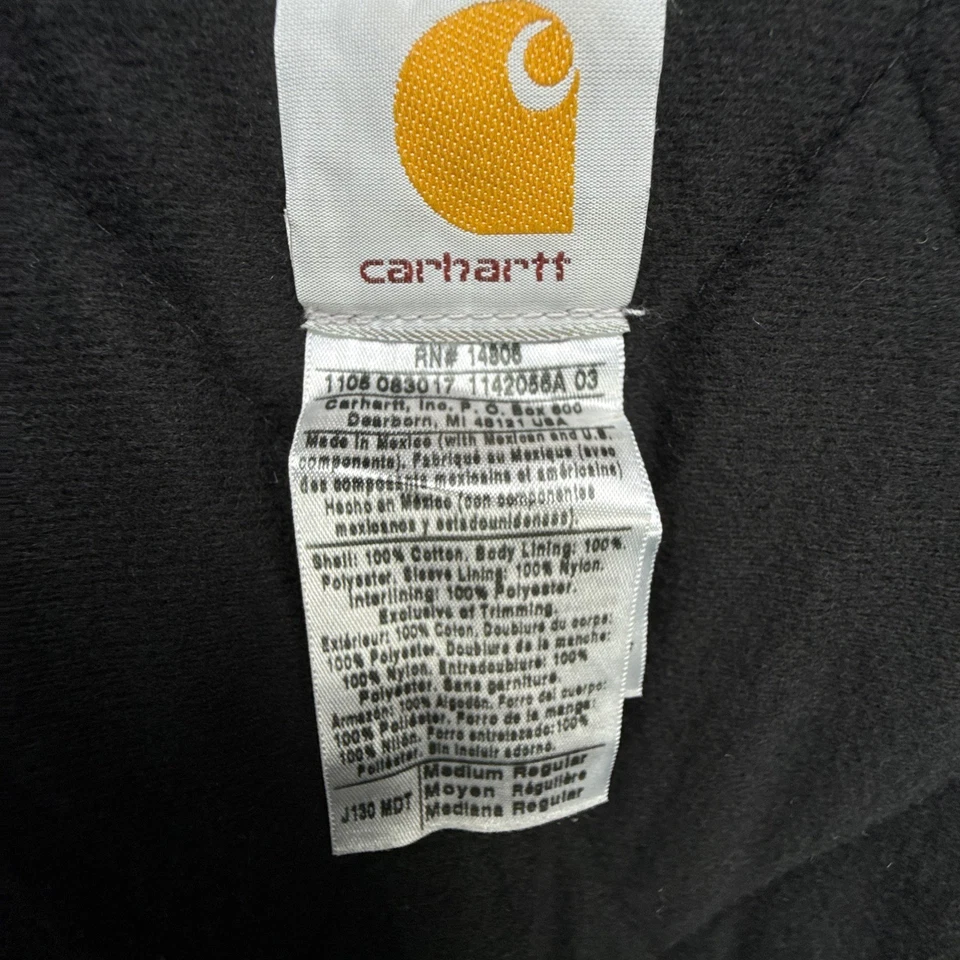 carhartt
RN# 14806
1106 083017 1142056A 03
Carhartt, Inc. P. O. Box 600
Dearborn, MI 48121 USA
Made in Mexico (with Mexican and U.S.
components). Fabriqué au Mexique (avec
des composants mexicains et américains)
Hecho en México (con componentes
mexicanos y estadounidenses).
Shell: 100% Cotton. Body Lining: 100%
Polyester. Sleeve Lining: 100% Nylon.
Interlining: 100% Polyester.
Exclusive of Trimming.
Extérieur: 100% Coton. Doublure du corps:
100% Polyester. Doublure de la manche:
100% Nylon. Entredoublure: 100%
Polyester. Sans garniture.
Armazón: 100% Algodón. Forro del cuerpo:
100% Poliéster. Forro de la manga:
100% Nilón. Forro entrelazado:100%
Poliéster. Sin incluir adorno.
J130 MDT
Medium Regular
Moyen Régulière
Mediana Regular